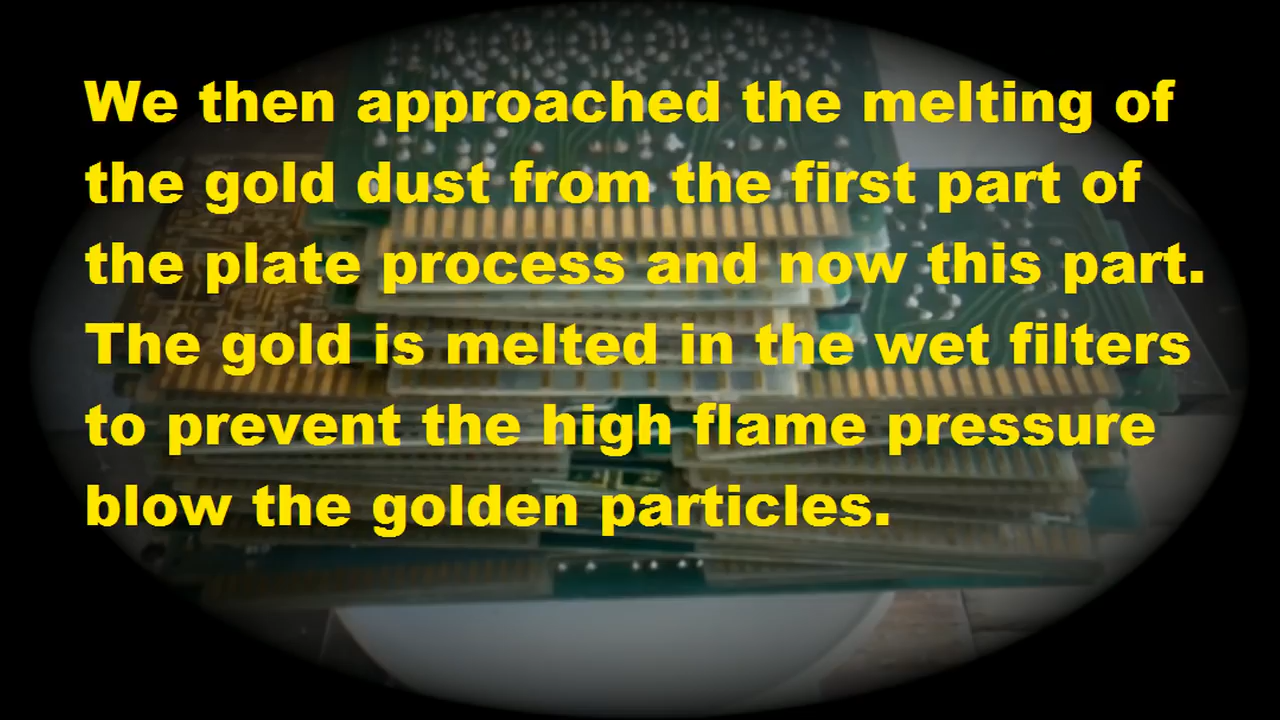 We then approached the melting of
the gold dust from the first part of
the plate process and now this part.
The gold is melted in the wet filters
to prevent the high flame pressure
blow the golden particles.